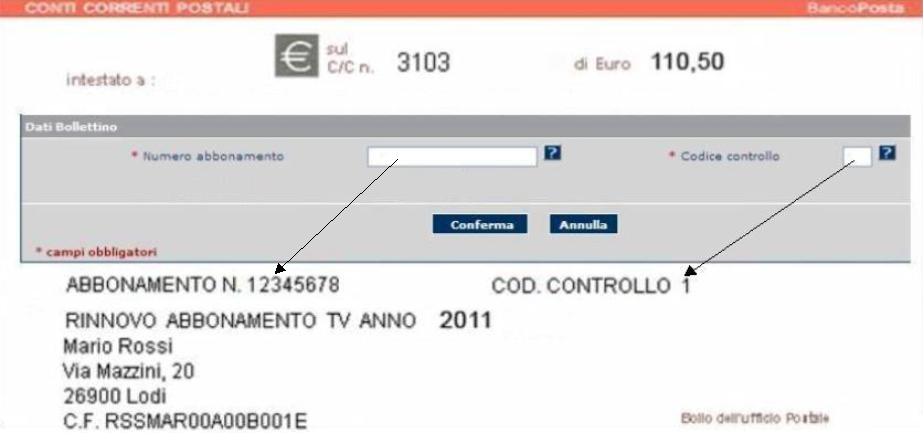 CONTI CORRENTI POSTALI BancoPosta
€ sul C/C n. 3103 di Euro 110,50
intestato a :
Dati Bollettino
* Numero abbonamento ? * Codice controllo ?
Conferma Annulla
* campi obbligatori
ABBONAMENTO N. 12345678 COD. CONTROLLO 1
RINNOVO ABBONAMENTO TV ANNO 2011
Mario Rossi
Via Mazzini, 20
26900 Lodi
C.F. RSSMAR00A00B001E Bollo dell'ufficio Postale